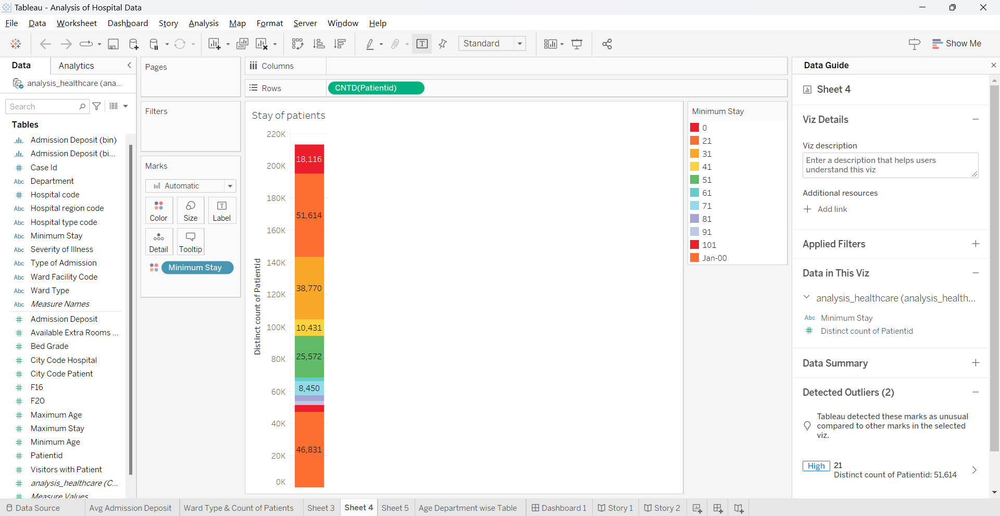 Tableau - Analysis of Hospital Data
File Data Worksheet Dashboard Story Analysis Map Format Server Window Help
Standard
Show Me
Data Analytics
analysis_healthcare (ana...
Search
Tables
Admission Deposit (bin)
Admission Deposit (bi...
Case Id
Abc Department
Hospital code
Abc Hospital region code
Abc Hospital type code
Abc Minimum Stay
Abc Severity of Illness
Abc Type of Admission
Abc Ward Facility Code
Abc Ward Type
Abc Measure Names
Admission Deposit
Available Extra Rooms ...
Bed Grade
City Code Hospital
City Code Patient
F16
F20
Maximum Age
Maximum Stay
Minimum Age
Patientid
Visitors with Patient
analysis_healthcare (C...
Measure Values
Pages
Filters
Marks
Automatic
Color Size Label
Detail Tooltip
Minimum Stay
Columns
Rows CNTD(Patientid)
Stay of patients
Distinct count of Patientid
220K
200K
180K
160K
140K
120K
100K
80K
60K
40K
20K
0K
18,116
51,614
38,770
10,431
25,572
8,450
46,831
Minimum Stay
0
21
31
41
51
61
71
81
91
101
Jan-00
Data Guide
Sheet 4
Viz Details
Viz description
Enter a description that helps users
understand this viz
Additional resources
Add link
Applied Filters
Data in This Viz
analysis_healthcare (analysis_health...
Abc Minimum Stay
Distinct count of Patientid
Data Summary
Detected Outliers (2)
Tableau detected these marks as unusual
compared to other marks in the selected
viz.
High 21
Distinct count of Patientid: 51,614
Data Source Avg Admission Deposit Ward Type & Count of Patients Sheet 3 Sheet 4 Sheet 5 Age Department wise Table Dashboard 1 Story 1 Story 2